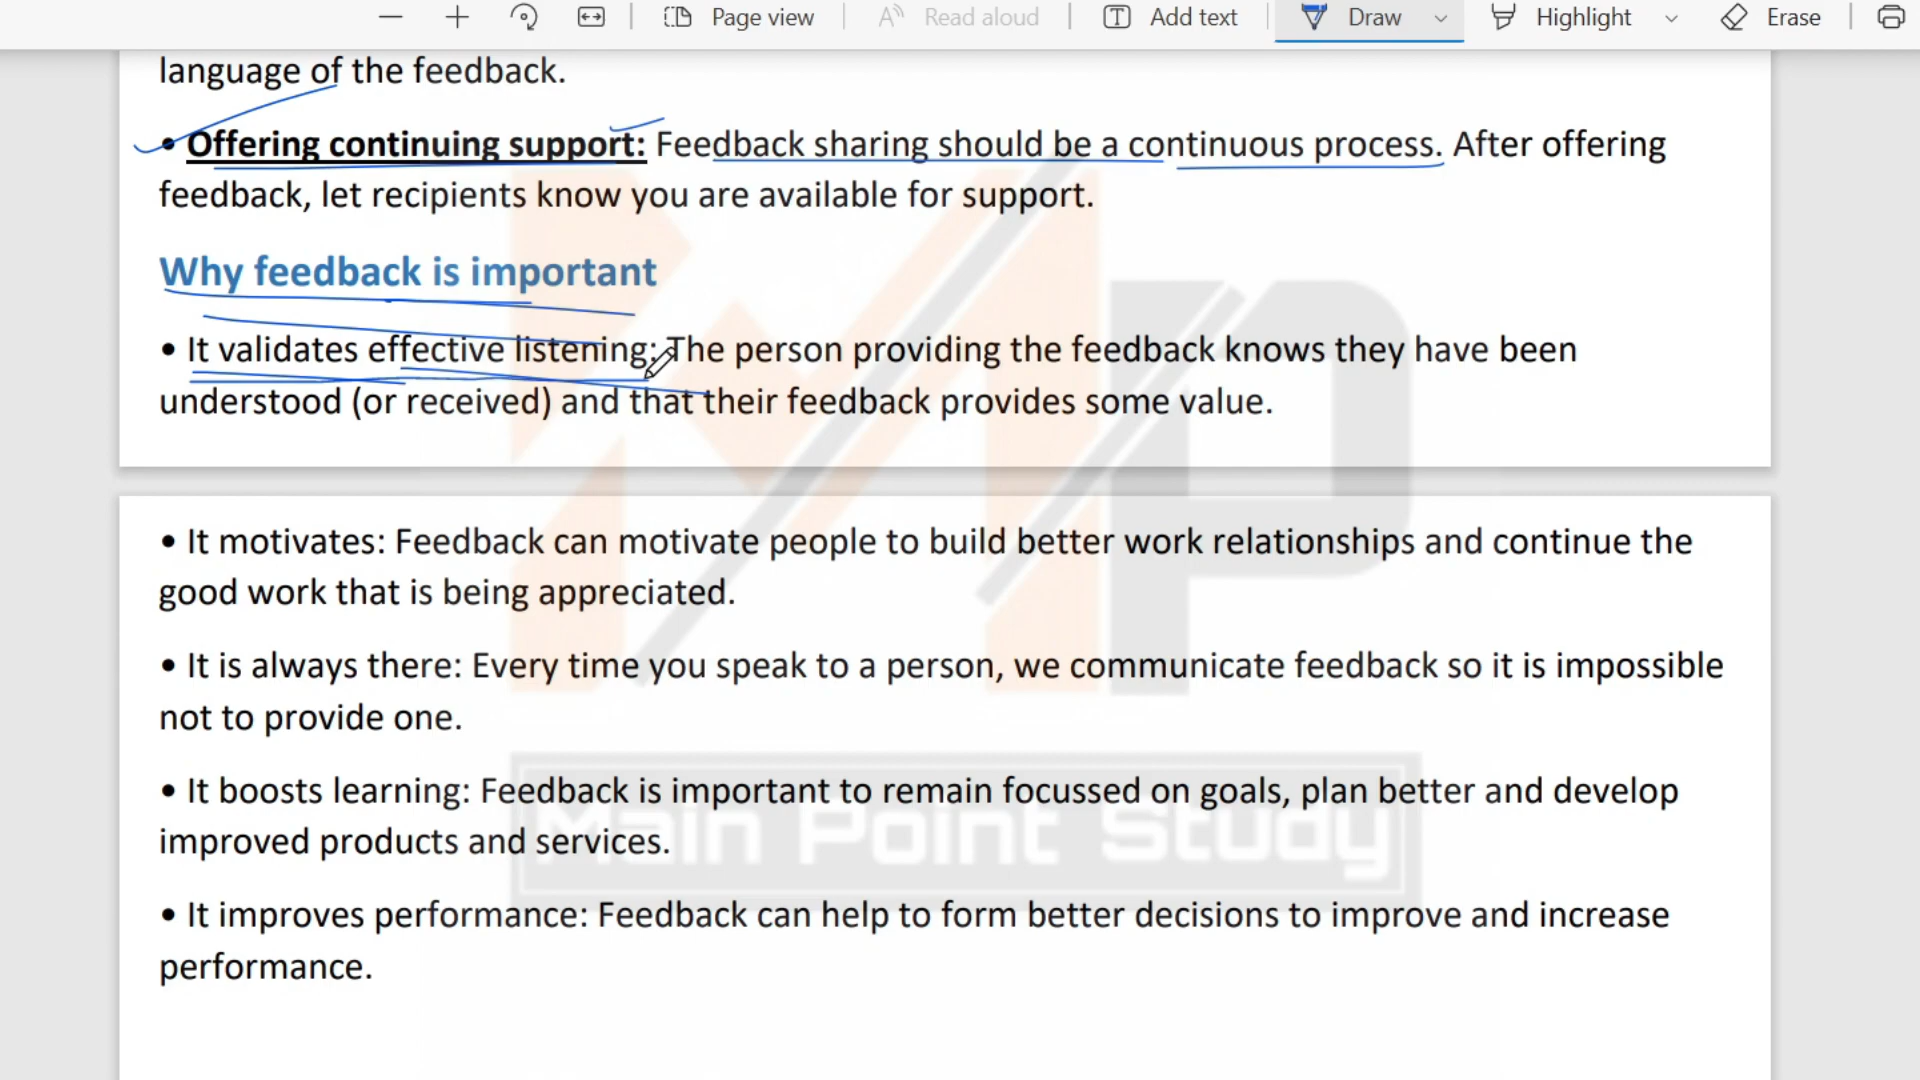 Page view Read aloud Add text Draw Highlight Erase
language of the feedback.
• Offering continuing support: Feedback sharing should be a continuous process. After offering
feedback, let recipients know you are available for support.
Why feedback is important
• It validates effective listening: The person providing the feedback knows they have been
understood (or received) and that their feedback provides some value.
• It motivates: Feedback can motivate people to build better work relationships and continue the
good work that is being appreciated.
• It is always there: Every time you speak to a person, we communicate feedback so it is impossible
not to provide one.
• It boosts learning: Feedback is important to remain focussed on goals, plan better and develop
Main Point Study
improved products and services.
• It improves performance: Feedback can help to form better decisions to improve and increase
performance.